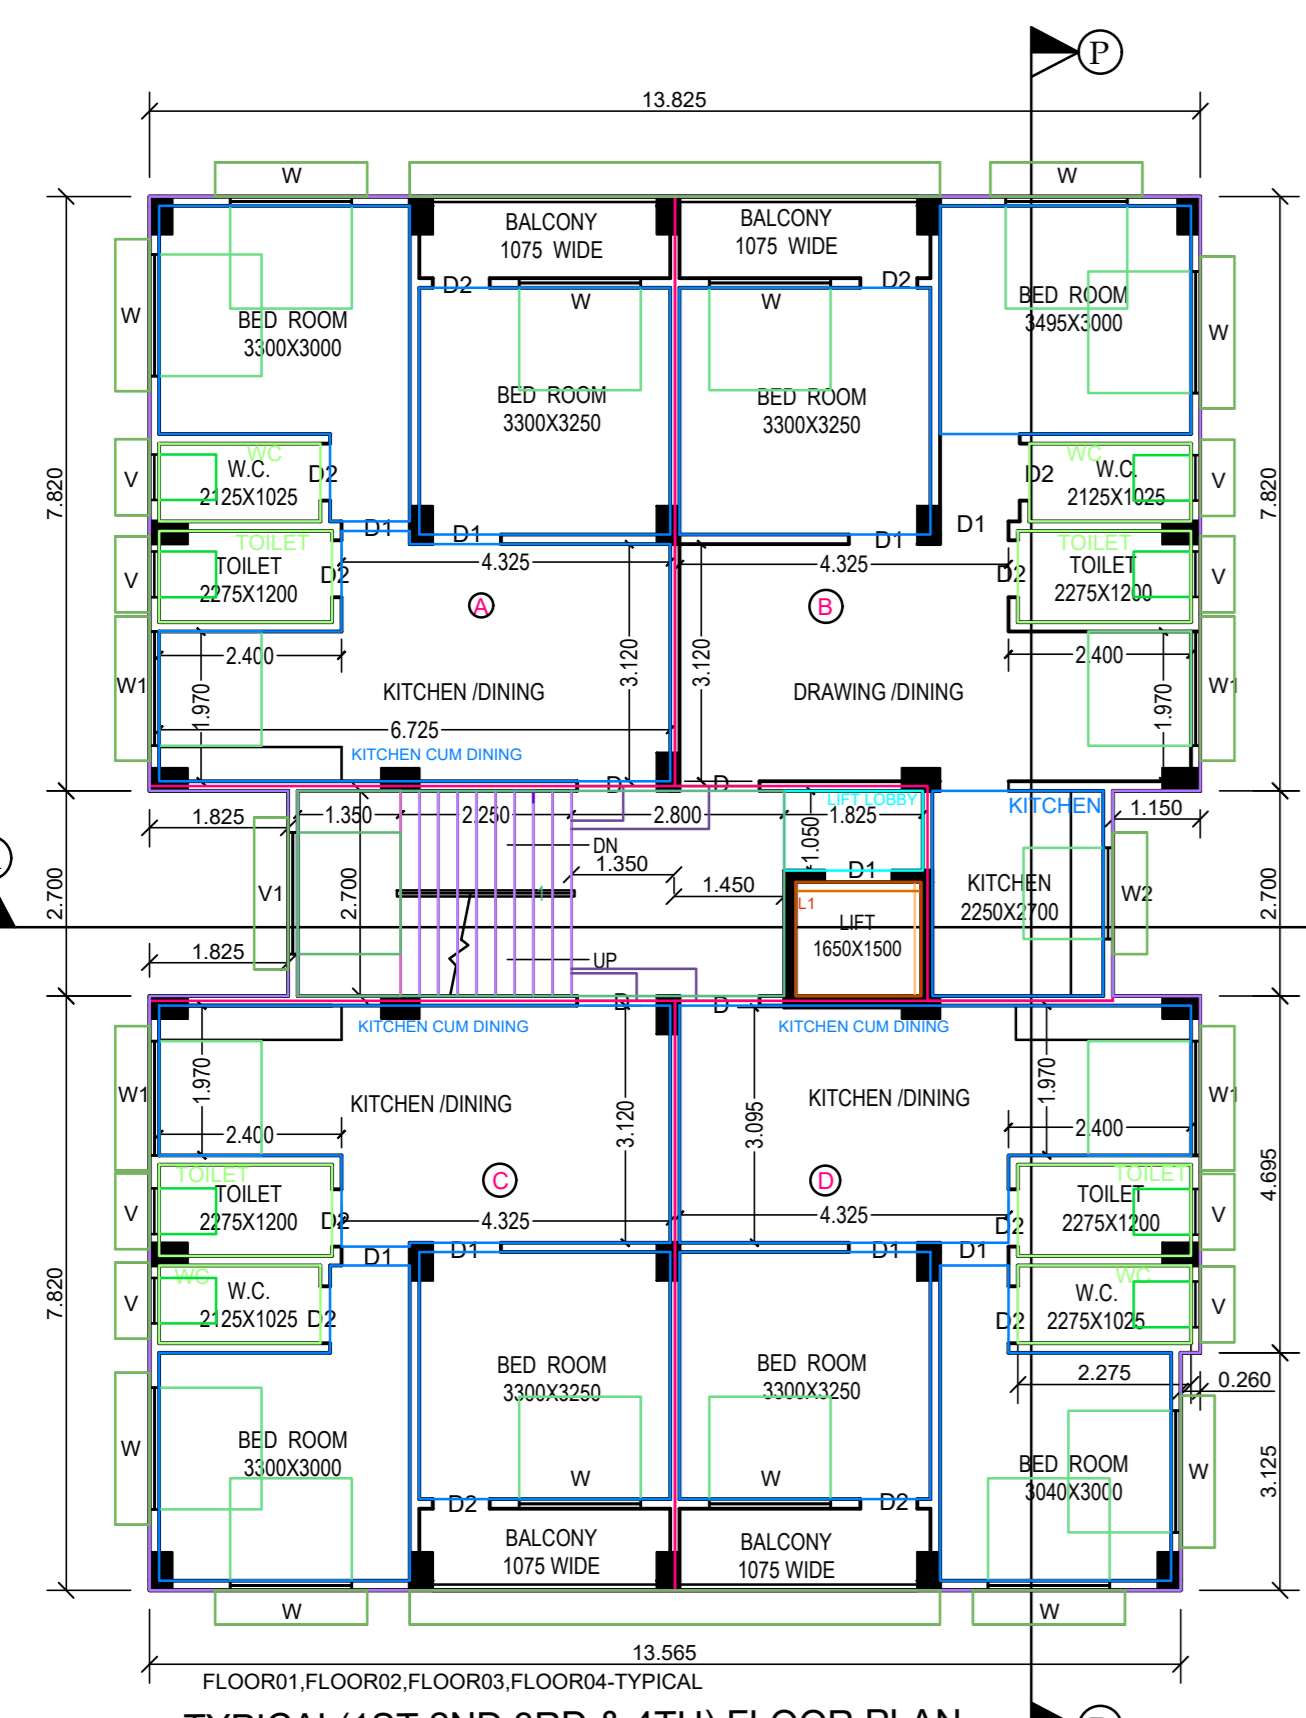 P
13.825
W
W
BALCONY
1075 WIDE
BALCONY
1075 WIDE
D2
D2
W
W
W
W
BED ROOM
3300X3000
BED ROOM
3495X3000
BED ROOM
3300X3250
BED ROOM
3300X3250
7.820
7.820
WC
W.C.
2125X1025
D2
V
WC
W.C.
2125X1025
D2
V
D1
D1
D1
D1
TOILET
TOILET
2275X1200
D2
V
4.325
4.325
TOILET
TOILET
2275X1200
D2
V
A
B
2.400
3.120
3.120
2.400
W1
1.970
KITCHEN /DINING
DRAWING /DINING
1.970
W1
6.725
KITCHEN CUM DINING
D
D
1.825
1.350
2.250
2.800
LIFT LOBBY
1.825
KITCHEN
1.150
1.050
DN
1.350
D1
1.450
2.700
V1
2.700
1
L1
LIFT
1650X1500
KITCHEN
2250X2700
W2
2.700
1.825
UP
D
D
KITCHEN CUM DINING
KITCHEN CUM DINING
W1
1.970
KITCHEN /DINING
KITCHEN /DINING
1.970
W1
2.400
3.120
3.095
2.400
TOILET
TOILET
2275X1200
D2
V
C
D
4.325
4.325
TOILET
TOILET
2275X1200
D2
V
4.695
D1
D1
D1
D1
WC
W.C.
2125X1025
D2
V
WC
W.C.
2275X1025
D2
V
7.820
BED ROOM
3300X3250
BED ROOM
3300X3250
2.275
0.260
W
BED ROOM
3300X3000
W
W
BED ROOM
3040X3000
W
3.125
D2
D2
BALCONY
1075 WIDE
BALCONY
1075 WIDE
W
W
13.565
FLOOR01,FLOOR02,FLOOR03,FLOOR04-TYPICAL
TYPICAL(1ST,2ND,3RD & 4TH) FLOOR PLAN